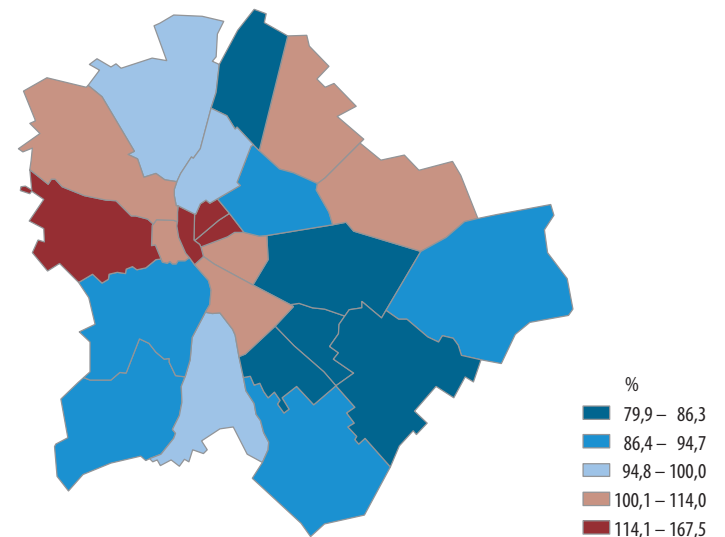 %
79,9 – 86,3
86,4 – 94,7
94,8 – 100,0
100,1 – 114,0
114,1 – 167,5